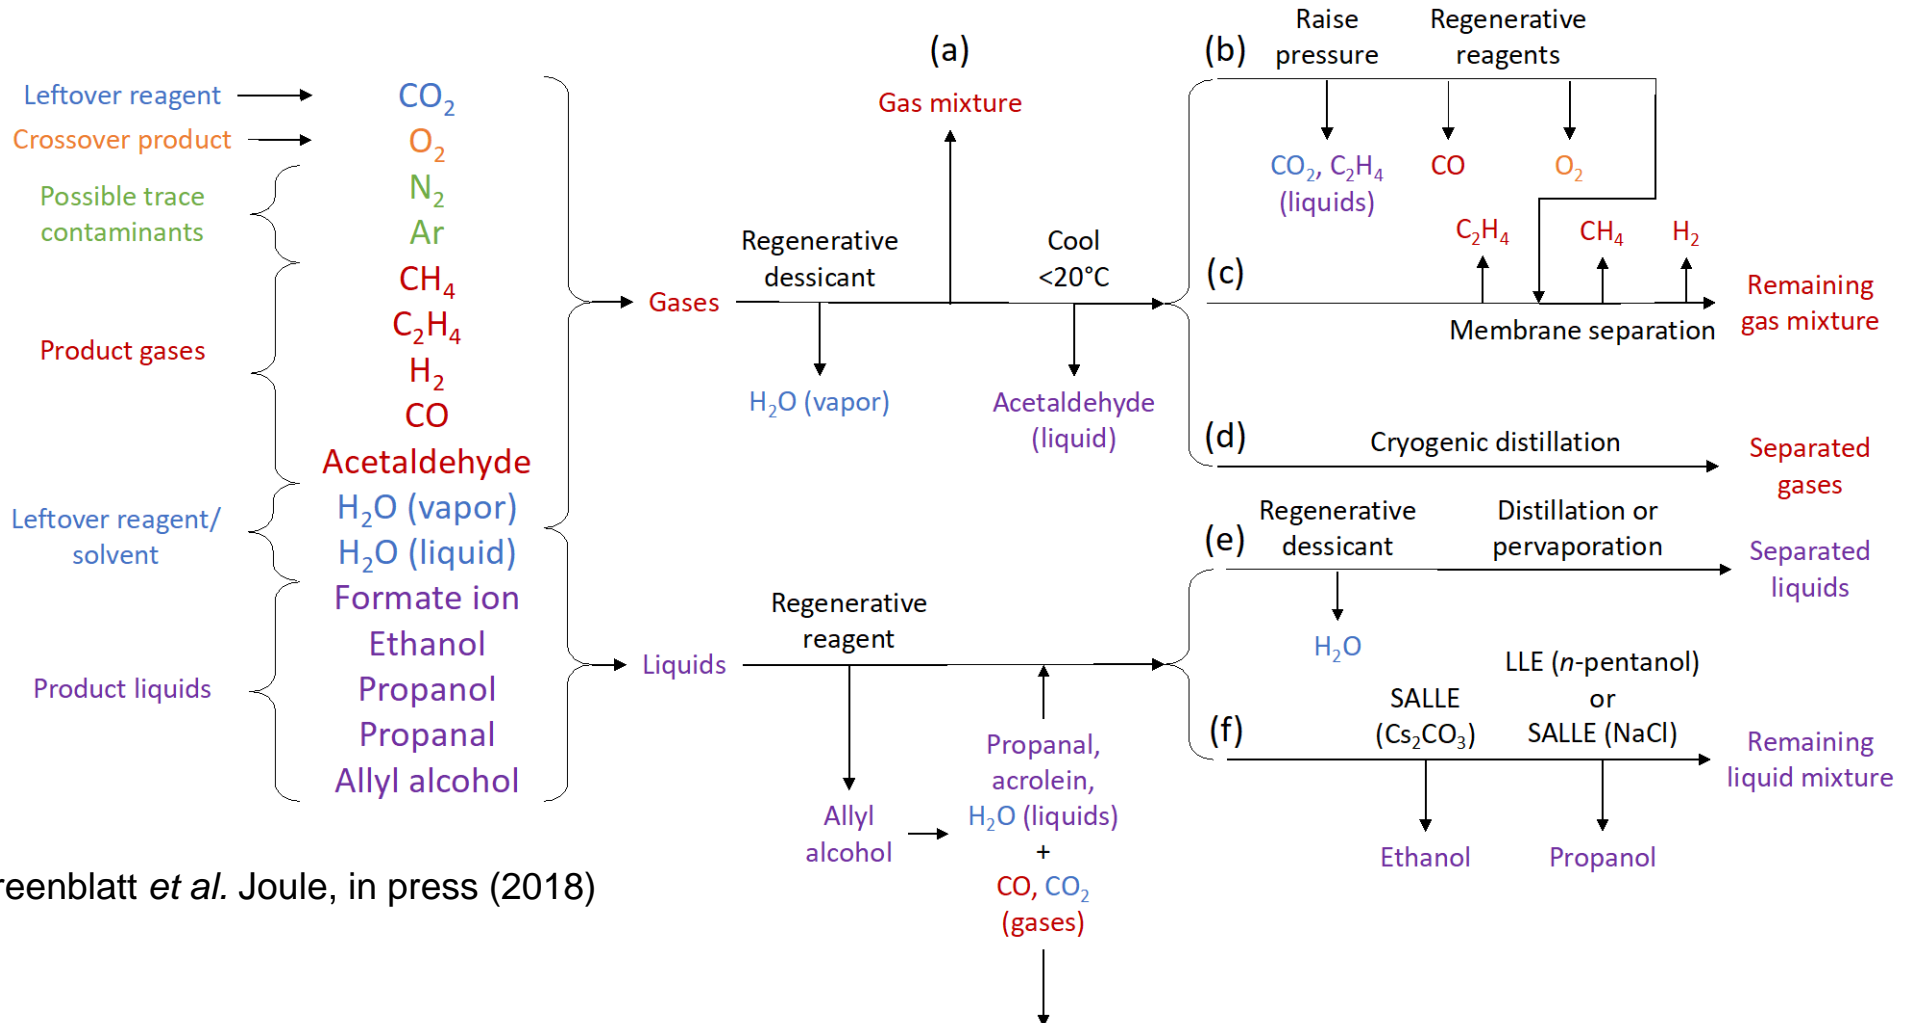 Leftover reagent
Crossover product
Possible trace
contaminants
Product gases
Leftover reagent/
solvent
Product liquids
CO₂
O₂
N₂
Ar
CH₄
C₂H₄
H₂
CO
Acetaldehyde
H₂O (vapor)
H₂O (liquid)
Formate ion
Ethanol
Propanol
Propanal
Allyl alcohol
Gases
Regenerative
dessicant
H₂O (vapor)
(a)
Gas mixture
Cool
<20°C
Acetaldehyde
(liquid)
(b)
Raise
pressure
Regenerative
reagents
CO₂, C₂H₄
(liquids)
CO
O₂
(c)
C₂H₄
CH₄
H₂
Membrane separation
Remaining
gas mixture
(d)
Cryogenic distillation
Separated
gases
Liquids
Regenerative
reagent
Allyl
alcohol
Propanal,
acrolein,
H₂O (liquids)
+
CO, CO₂
(gases)
(e)
Regenerative
dessicant
Distillation or
pervaporation
H₂O
Separated
liquids
(f)
SALLE
(Cs₂CO₃)
LLE (n-pentanol)
or
SALLE (NaCl)
Ethanol
Propanol
Remaining
liquid mixture
reenblatt et al. Joule, in press (2018)